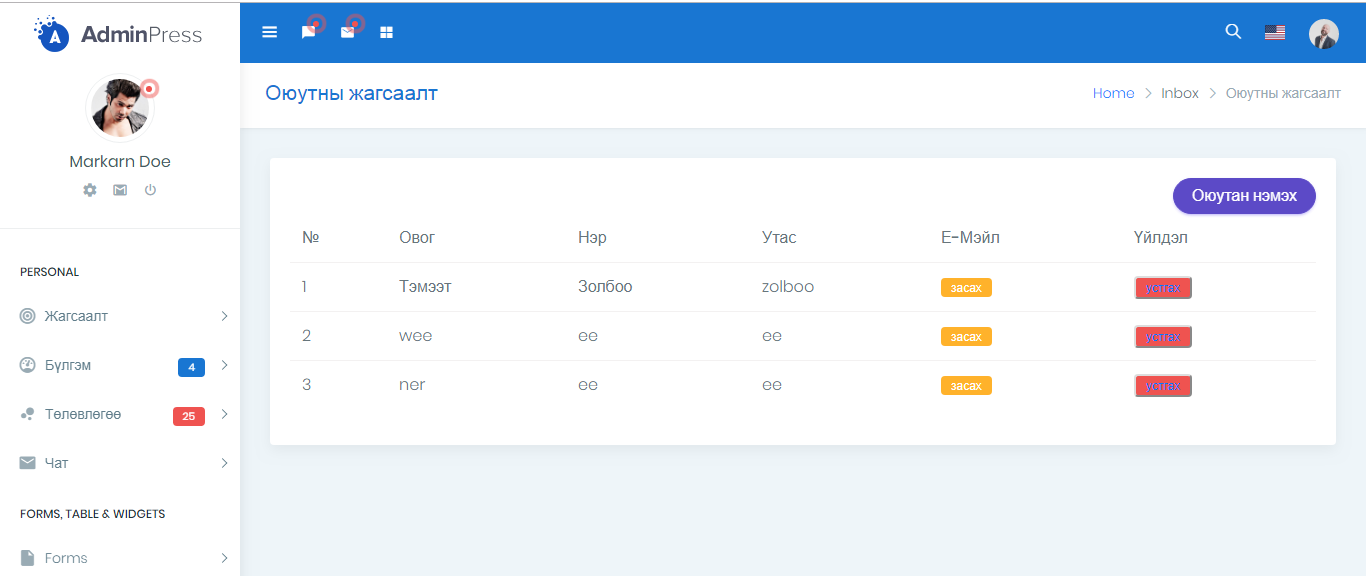 AdminPress
Markarn Doe
PERSONAL
Жагсаалт
Бүлгэм 4
Төлөвлөгөө 25
Чат
FORMS, TABLE & WIDGETS
Forms
Оюутны жагсаалт
Home > Inbox > Оюутны жагсаалт
Оюутан нэмэх
№ Овог Нэр Утас Е-Мэйл Үйлдэл
1 Тэмээт Золбоо zolboo засах устгах
2 wee ee ee засах устгах
3 ner ee ee засах устгах